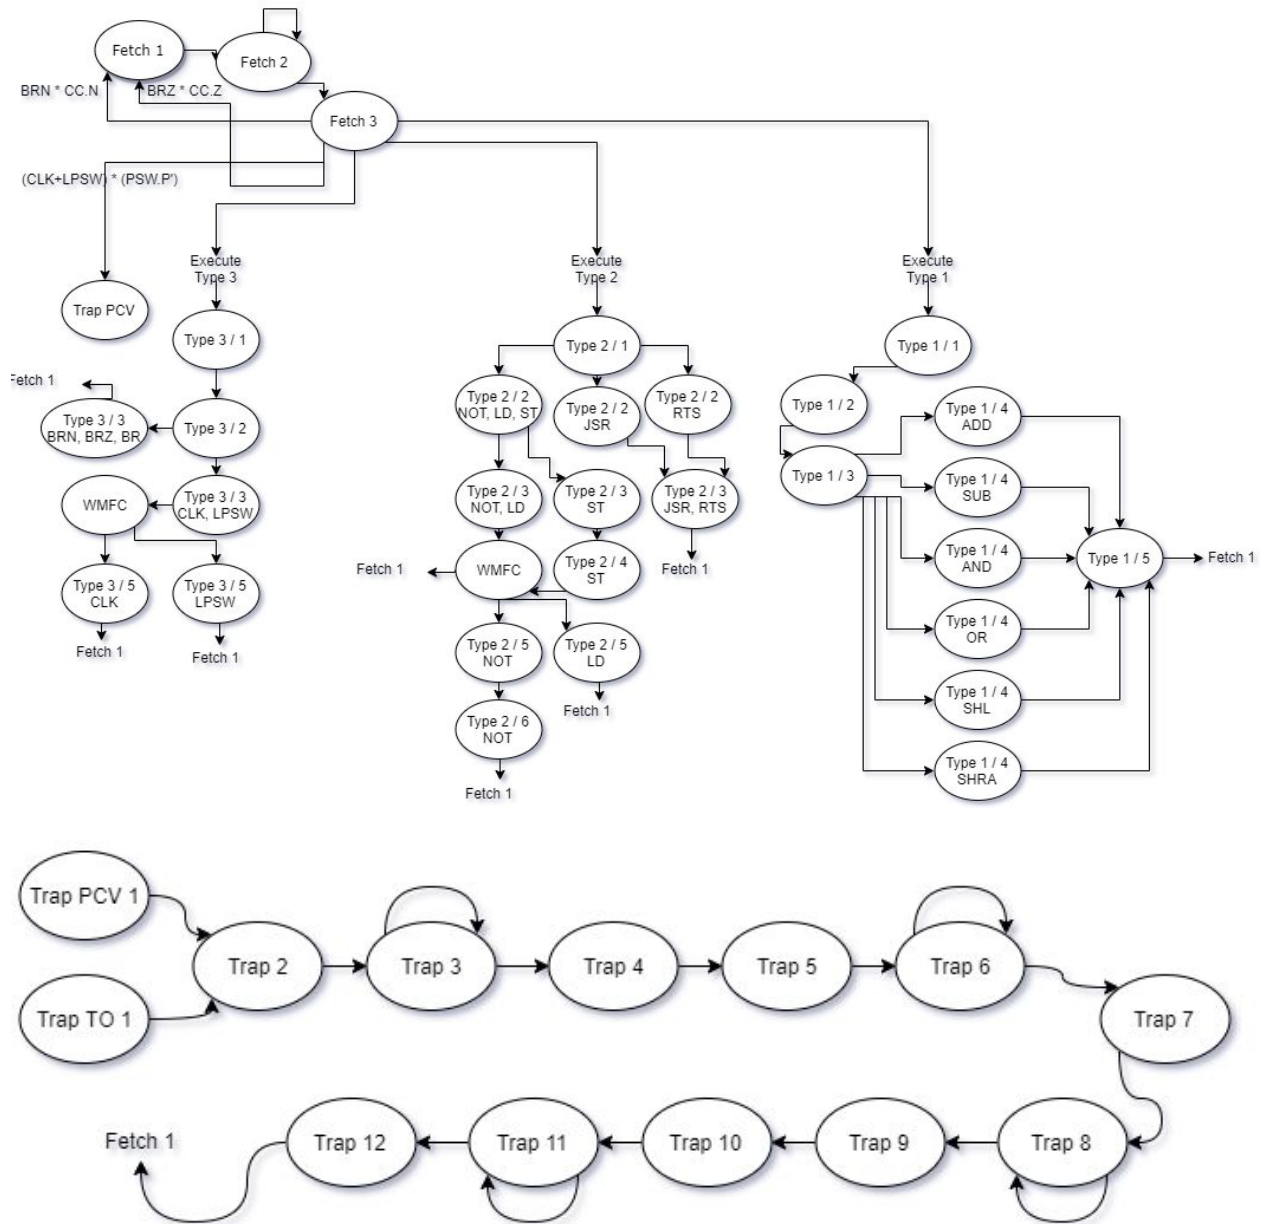 Fetch 1
Fetch 2
BRN * CC.N
BRZ * CC.Z
Fetch 3
(CLK+LPSW) * (PSW.P')
Execute
Type 3
Execute
Type 2
Execute
Type 1
Trap PCV
Type 3 / 1
Type 2 / 1
Type 1 / 1
Fetch 1
Type 3 / 3
BRN, BRZ, BR
Type 3 / 2
Type 2 / 2
NOT, LD, ST
Type 2 / 2
JSR
Type 2 / 2
RTS
Type 1 / 2
Type 1 / 4
ADD
WMFC
Type 3 / 3
CLK, LPSW
Type 2 / 3
NOT, LD
Type 2 / 3
ST
Type 2 / 3
JSR, RTS
Type 1 / 3
Type 1 / 4
SUB
Fetch 1
WMFC
Type 2 / 4
ST
Fetch 1
Type 1 / 4
AND
Type 1 / 5
Fetch 1
Type 3 / 5
CLK
Type 3 / 5
LPSW
Fetch 1
Fetch 1
Type 2 / 5
NOT
Type 2 / 5
LD
Type 1 / 4
OR
Fetch 1
Type 2 / 6
NOT
Type 1 / 4
SHL
Fetch 1
Type 1 / 4
SHRA
Trap PCV 1
Trap TO 1
Trap 2
Trap 3
Trap 4
Trap 5
Trap 6
Trap 7
Fetch 1
Trap 12
Trap 11
Trap 10
Trap 9
Trap 8